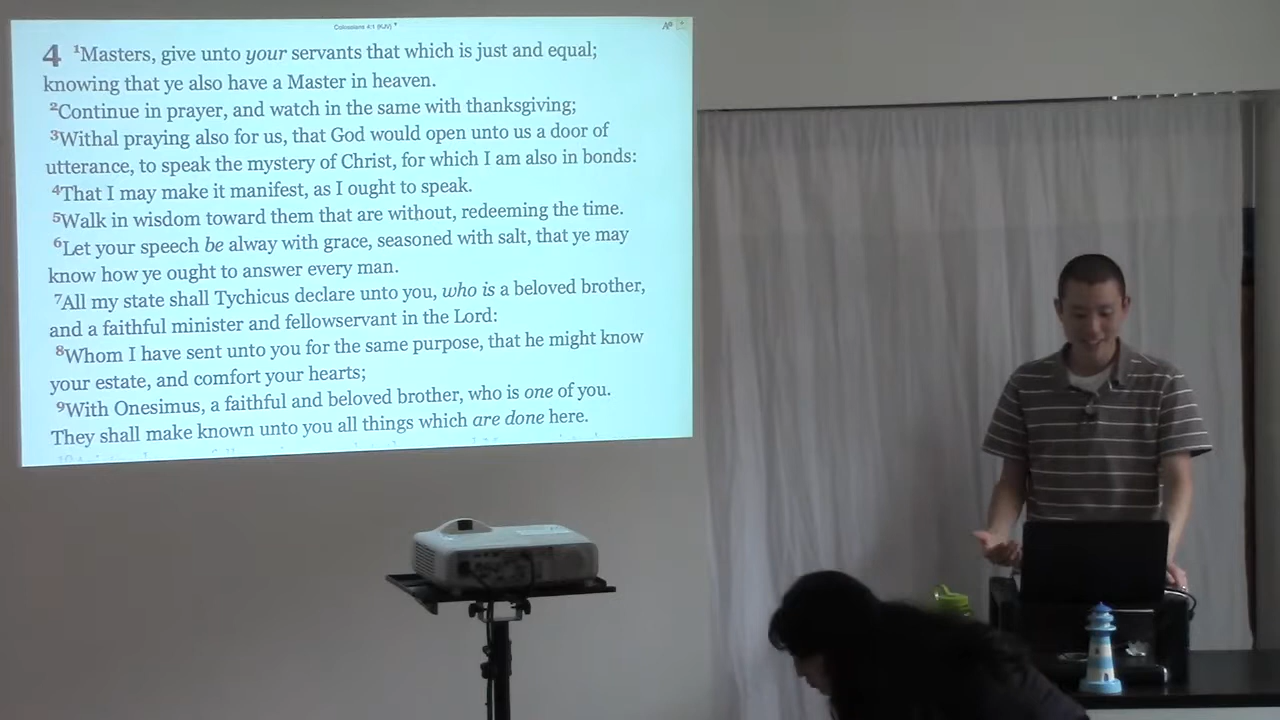 Colossians 4:1 (KJV)
4 1Masters, give unto your servants that which is just and equal;
knowing that ye also have a Master in heaven.
2Continue in prayer, and watch in the same with thanksgiving;
3Withal praying also for us, that God would open unto us a door of
utterance, to speak the mystery of Christ, for which I am also in bonds:
4That I may make it manifest, as I ought to speak.
5Walk in wisdom toward them that are without, redeeming the time.
6Let your speech be alway with grace, seasoned with salt, that ye may
know how ye ought to answer every man.
7All my state shall Tychicus declare unto you, who is a beloved brother,
and a faithful minister and fellowservant in the Lord:
8Whom I have sent unto you for the same purpose, that he might know
your estate, and comfort your hearts;
9With Onesimus, a faithful and beloved brother, who is one of you.
They shall make known unto you all things which are done here.